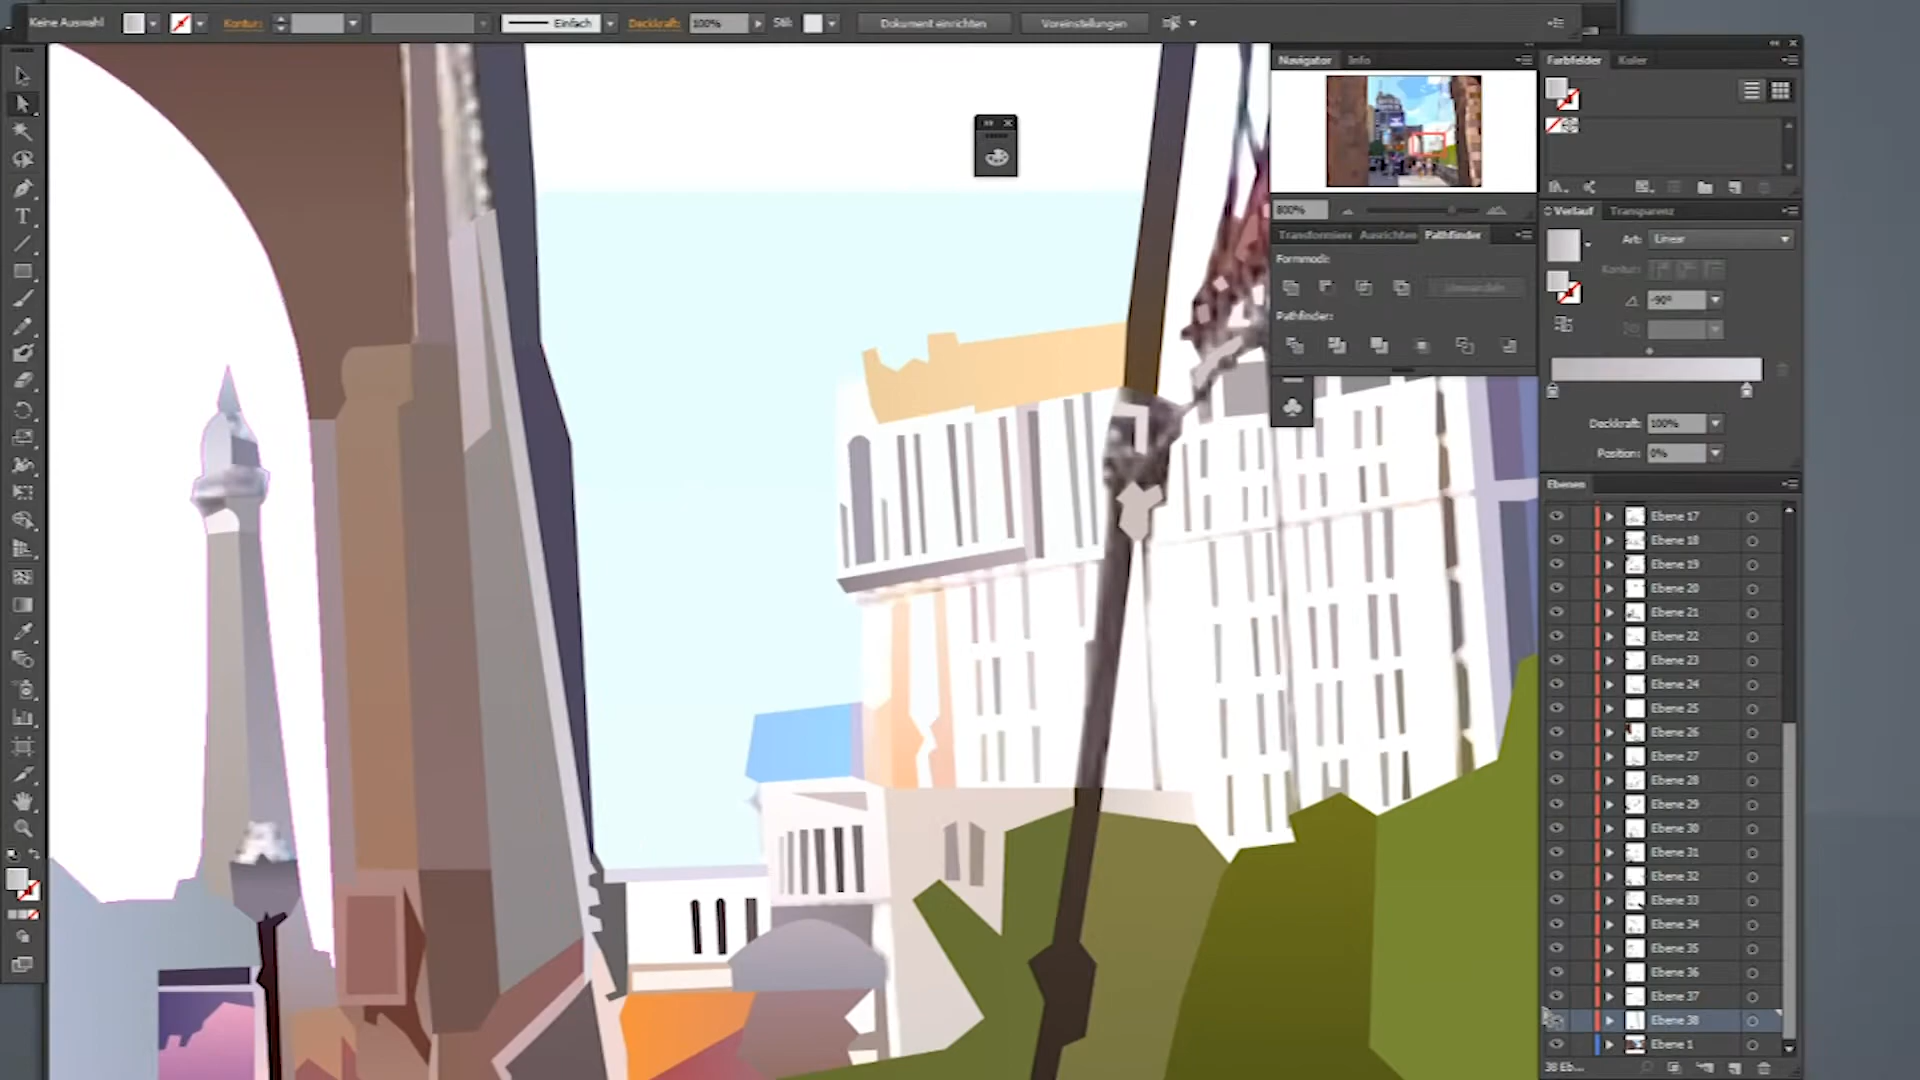 Keine Auswahl
Kontur:
Einfach
Deckkraft:
100%
Stil:
Dokument einrichten
Voreinstellungen
Navigator
Info
800%
Transformieren
Ausrichten
Pathfinder
Formmodi:
Umwandeln
Pathfinder:
Farbfelder
Kuler
Verlauf
Transparenz
Art:
Linear
Kontur:
-90°
Deckkraft:
100%
Position:
0%
Ebenen
Ebene 17
Ebene 18
Ebene 19
Ebene 20
Ebene 21
Ebene 22
Ebene 23
Ebene 24
Ebene 25
Ebene 26
Ebene 27
Ebene 28
Ebene 29
Ebene 30
Ebene 31
Ebene 32
Ebene 33
Ebene 34
Ebene 35
Ebene 36
Ebene 37
Ebene 38
Ebene 1
38 Eb...